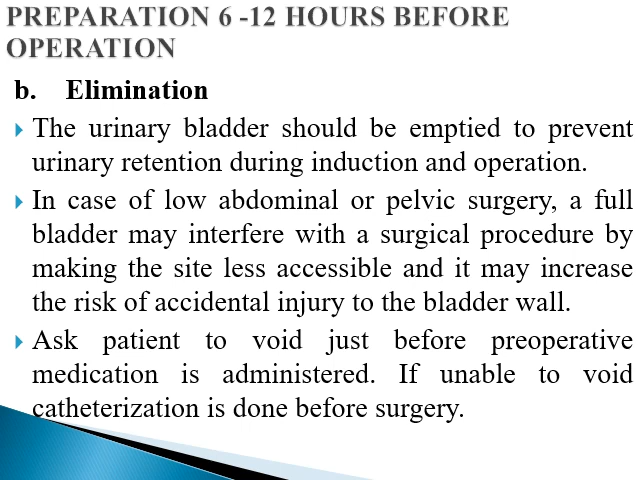 PREPARATION 6 -12 HOURS BEFORE
OPERATION
b. Elimination
The urinary bladder should be emptied to prevent
urinary retention during induction and operation.
In case of low abdominal or pelvic surgery, a full
bladder may interfere with a surgical procedure by
making the site less accessible and it may increase
the risk of accidental injury to the bladder wall.
Ask patient to void just before preoperative
medication is administered. If unable to void
catheterization is done before surgery.